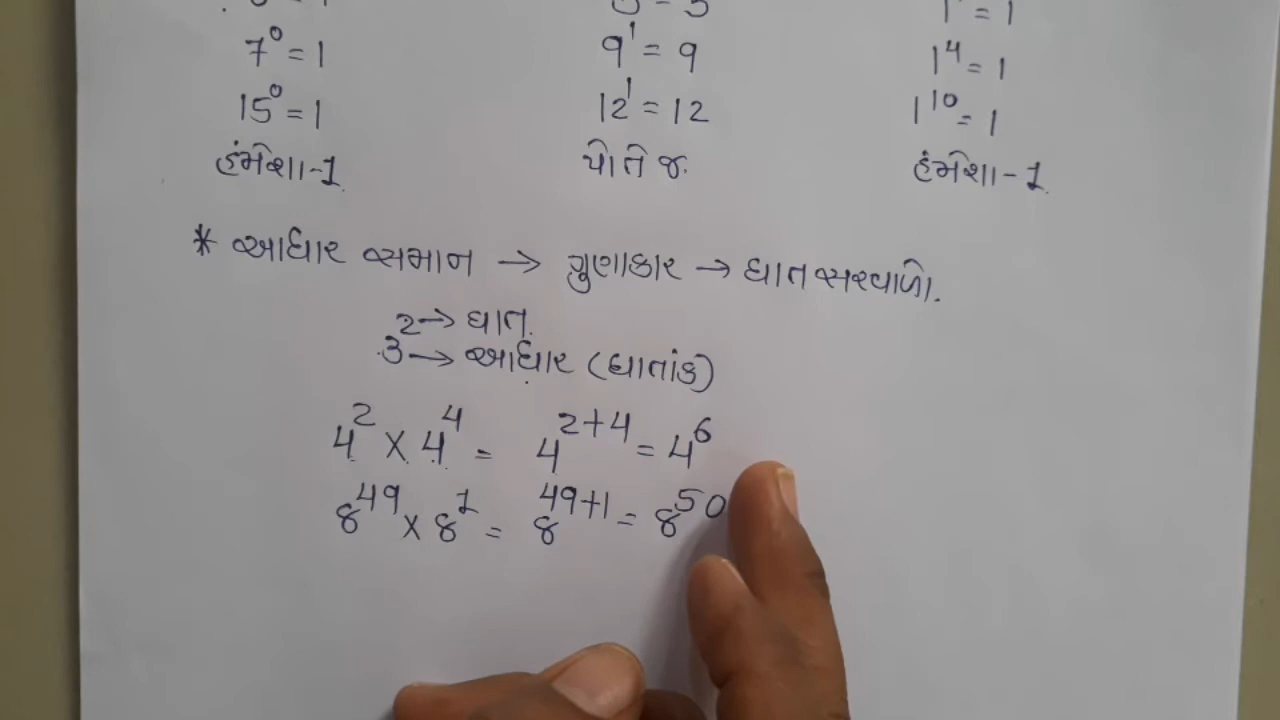 7⁰ = 1    9¹ = 9    1⁴ = 1
15⁰ = 1    12¹ = 12    1¹⁰ = 1
હંમેશા - 1.    પોતે જ.    હંમેશા - 1.
* આધાર સમાન → ગુણાકાર → ઘાત સરવાળો.
2 → ઘાત.
3 → આધાર (ઘાતાંક)
4² × 4⁴ = 4²⁺⁴ = 4⁶
8⁴⁹ × 8¹ = 8⁴⁹⁺¹ = 8⁵⁰